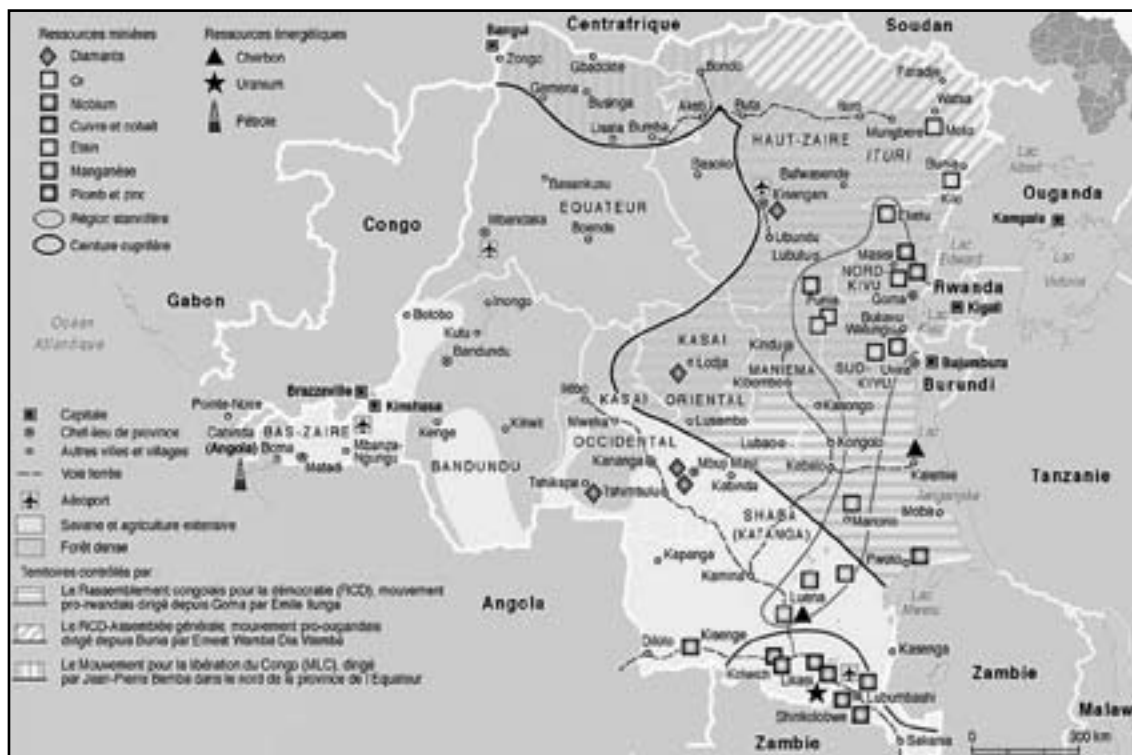 Ressources minières
Diamants
Or
Niobium
Cuivre et cobalt
Etain
Manganèse
Plomb et zinc
Région stannifère
Ceinture cuprifère
Ressources énergétiques
Charbon
Uranium
Pétrole
Centrafrique
Soudan
Bangui
Zongo
Gbadolite
Bondo
Faradje
Gemena
Businga
Aketi
Buta
Isiro
Watsa
Lisala
Bumba
Mungbere
HAUT-ZAIRE
ITURI
Bunia
Lac
Albert
Basoko
Bafwasende
Basankusu
Kisangani
Ouganda
Kampala
Congo
EQUATEUR
Mbandaka
Boende
Ubundu
Lubutu
Masisi
Lac
Edward
Lac
Victoria
NORD-
KIVU
Goma
Rwanda
Kigali
Gabon
Inongo
Punia
Bukavu
Walungu
Lac
Kivu
Océan
Atlantique
Bolobo
Kutu
Bandundu
KASAI
Lodja
Kindu
MANIEMA
Kibombo
SUD-
KIVU
Uvira
Bujumbura
Burundi
Brazzaville
Kinshasa
Ilebo
KASAI
ORIENTAL
Kasongo
Capitale
Chef-lieu de province
Autres villes et villages
Voie ferrée
Aéroport
Savane et agriculture extensive
Forêt dense
Pointe-Noire
Cabinda
(Angola)
BAS-ZAIRE
Boma
Matadi
Mbanza-
Ngungu
Kenge
Kikwit
BANDUNDU
Mweka
OCCIDENTAL
Lusambo
Lubao
Kongolo
Lac
Kananga
Mbuji Mayi
Kabinda
Kabalo
Kalemie
Tanganyika
Tanzanie
Tshikapa
Tshimbulu
SHABA
(KATANGA)
Manono
Moba
Kapanga
Kamina
Pweto
Territoires contrôlés par :
Le Rassemblement congolais pour la démocratie (RCD), mouvement
pro-rwandais dirigé depuis Goma par Emile Ilunga
Le RCD-Assemblée générale, mouvement pro-ougandais
dirigé depuis Bunia par Ernest Wamba Dia Wamba
Le Mouvement pour la libération du Congo (MLC), dirigé
par Jean-Pierre Bemba dans le nord de la province de l'Equateur
Angola
Luena
Lac
Moero
Dilolo
Kisenge
Kasenga
Kolwezi
Likasi
Lubumbashi
Zambie
Shinkolobwe
Malawi
Zambie
Sakania
0
300 km